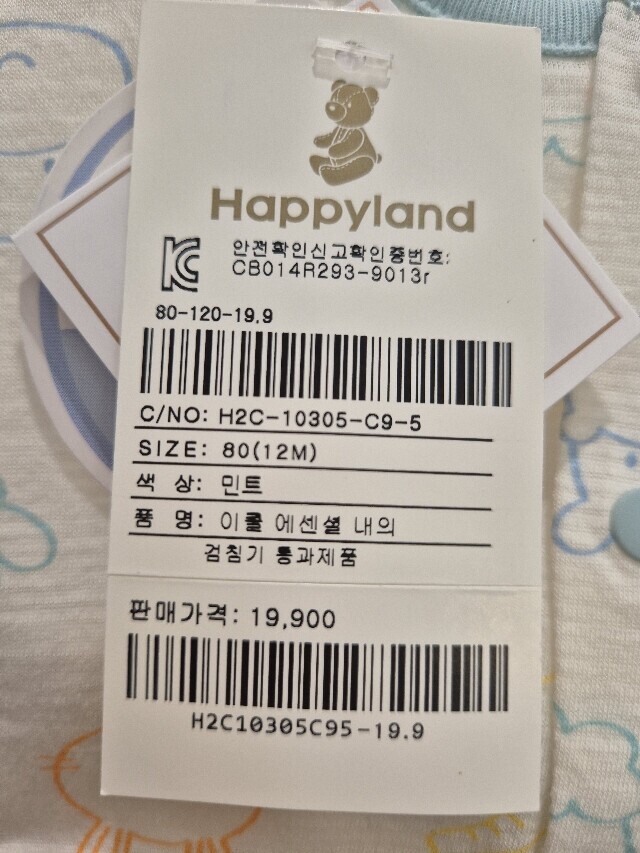 Happyland
안전확인신고확인증번호:
CB014R293-9013r
80-120-19.9
C/NO: H2C-10305-C9-5
SIZE: 80(12M)
색 상: 민트
품 명: 이쿨 에센셜 내의
검침기 통과제품
판매가격: 19,900
H2C10305C95-19.9